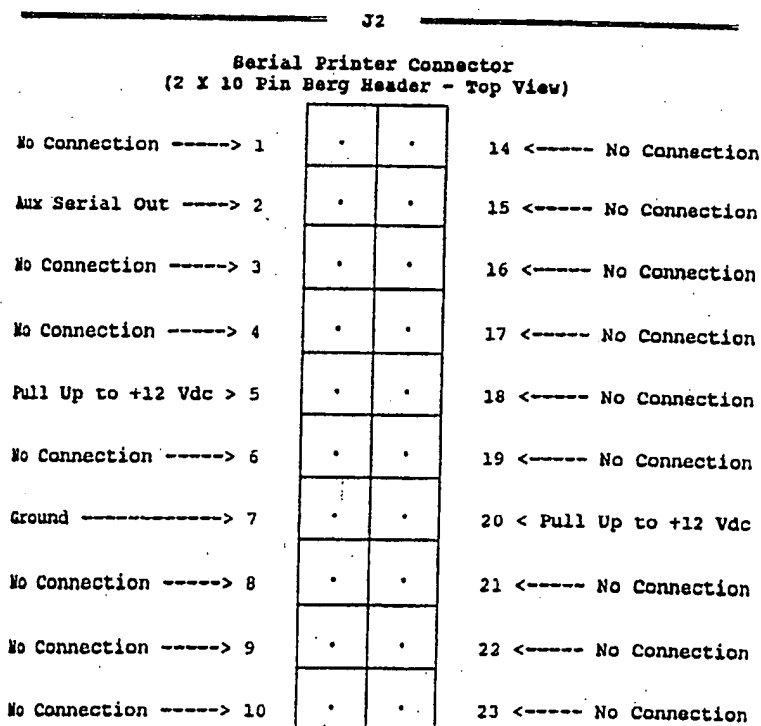 J2
Serial Printer Connector
(2 X 10 Pin Berg Header - Top View)
No Connection -----> 1 14 <----- No Connection
Aux Serial Out ----> 2 15 <----- No Connection
No Connection -----> 3 16 <----- No Connection
No Connection -----> 4 17 <----- No Connection
Pull Up to +12 Vdc > 5 18 <----- No Connection
No Connection -----> 6 19 <----- No Connection
Ground ------------> 7 20 < Pull Up to +12 Vdc
No Connection -----> 8 21 <----- No Connection
No Connection -----> 9 22 <----- No Connection
No Connection -----> 10 23 <----- No Connection